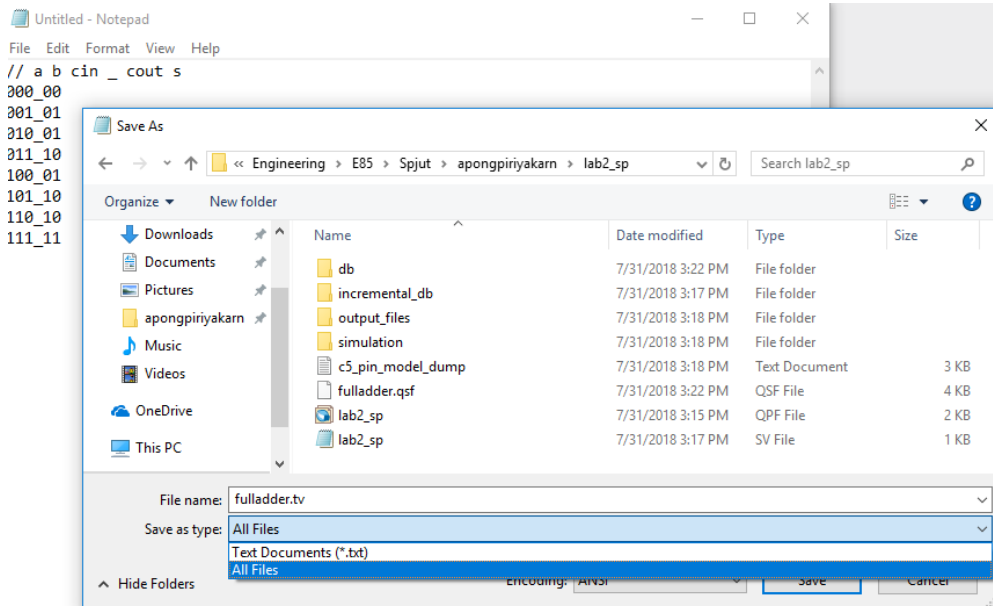 Untitled - Notepad
File Edit Format View Help
// a b cin _ cout s
000_00
001_01
010_01
011_10
100_01
101_10
110_10
111_11
Save As
« Engineering > E85 > Spjut > apongpiriyakarn > lab2_sp
Search lab2_sp
Organize New folder
Downloads
Documents
Pictures
apongpiriyakarn
Music
Videos
OneDrive
This PC
Name Date modified Type Size
db 7/31/2018 3:22 PM File folder
incremental_db 7/31/2018 3:17 PM File folder
output_files 7/31/2018 3:18 PM File folder
simulation 7/31/2018 3:18 PM File folder
c5_pin_model_dump 7/31/2018 3:18 PM Text Document 3 KB
fulladder.qsf 7/31/2018 3:22 PM QSF File 4 KB
lab2_sp 7/31/2018 3:15 PM QPF File 2 KB
lab2_sp 7/31/2018 3:17 PM SV File 1 KB
File name: fulladder.tv
Save as type: All Files
Text Documents (*.txt)
All Files
Hide Folders Encoding: ANSI Save Cancel